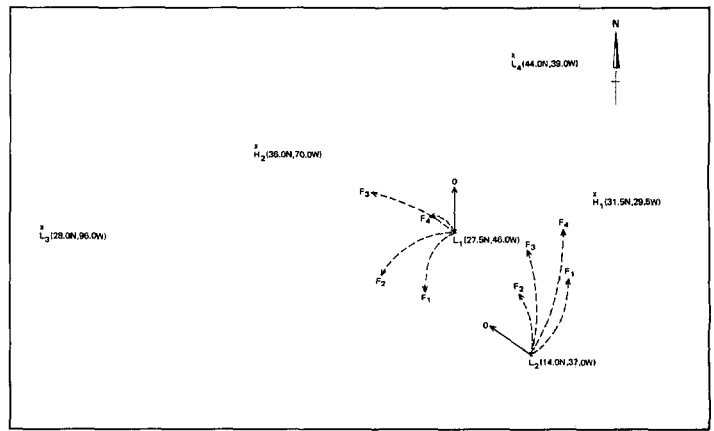 N
L4(44.0N,39.0W)
H2(36.0N,70.0W)
O
F3
H1(31.5N,29.5W)
F4
F4
L3(28.0N,96.0W)
L1(27.5N,46.0W)
F3
F2
F1
F2
F1
O
L2(14.0N,37.0W)